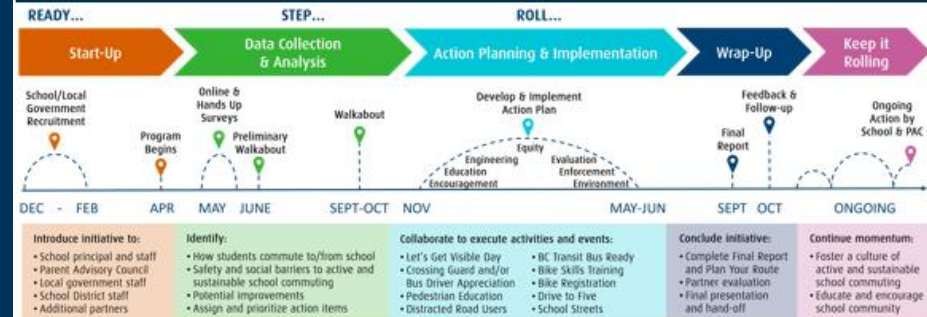 READY...
STEP...
ROLL...
Start-Up
Data Collection
& Analysis
Action Planning & Implementation
Wrap-Up
Keep it
Rolling
School/Local
Government
Recruitment
Program
Begins
Online &
Hands Up
Surveys
Preliminary
Walkabout
Walkabout
Develop & Implement
Action Plan
Equity
Engineering
Education
Encouragement
Evaluation
Enforcement
Environment
Final
Report
Feedback &
Follow-up
Ongoing
Action by
School & PAC
DEC - FEB
APR
MAY
JUNE
SEPT-OCT
NOV
MAY-JUN
SEPT
OCT
ONGOING
Introduce initiative to:
• School principal and staff
• Parent Advisory Council
• Local government staff
• School District staff
• Additional partners
Identify:
• How students commute to/from school
• Safety and social barriers to active and
sustainable school commuting
• Potential improvements
• Assign and prioritize action items
Collaborate to execute activities and events:
• Let's Get Visible Day
• Crossing Guard and/or
Bus Driver Appreciation
• Pedestrian Education
• Distracted Road Users
• BC Transit Bus Ready
• Bike Skills Training
• Bike Registration
• Drive to Five
• School Streets
Conclude initiative:
• Complete Final Report
and Plan Your Route
• Partner evaluation
• Final presentation
and hand-off
Continue momentum:
• Foster a culture of
active and sustainable
school commuting
• Educate and encourage
school community